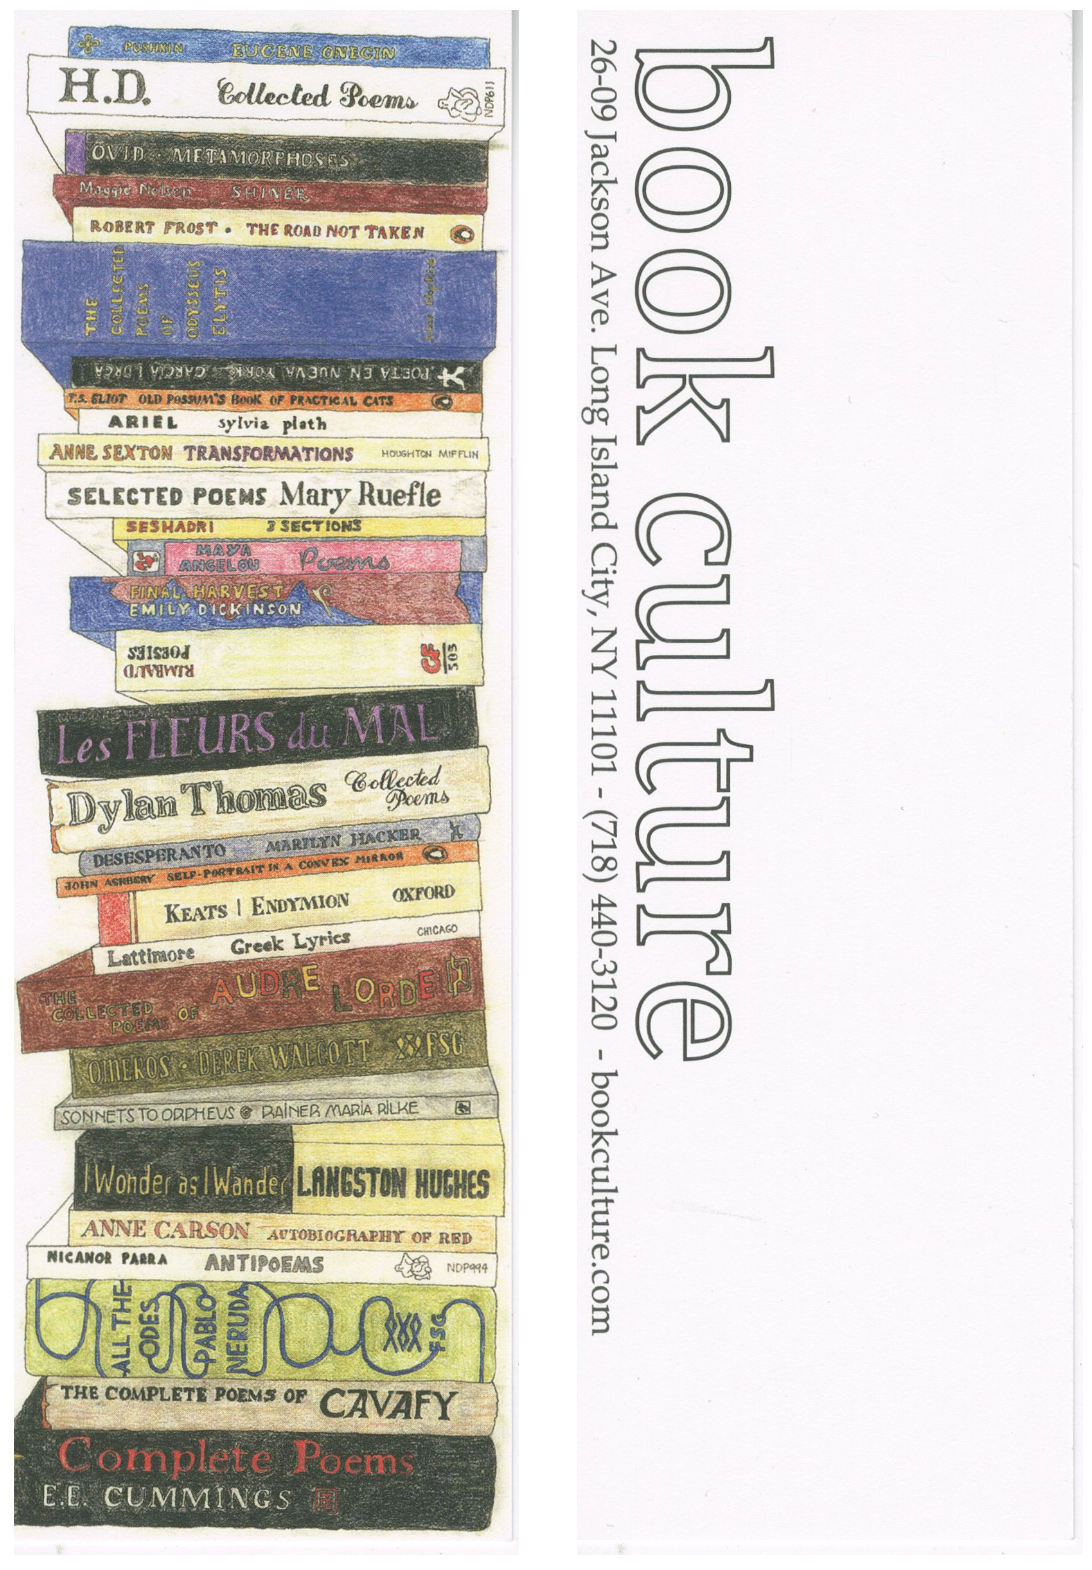 PUSHKIN EUGENE ONEGIN
H.D. Collected Poems NDP611
OVID · METAMORPHOSES
Maggie Nelson SHINER
ROBERT FROST · THE ROAD NOT TAKEN
THE
COLLECTED
POEMS
OF
ODYSSEUS
ELYTIS
POETA EN NUEVA YORK GARCÍA LORCA
T.S. ELIOT OLD POSSUM'S BOOK OF PRACTICAL CATS
ARIEL sylvia plath
ANNE SEXTON TRANSFORMATIONS HOUGHTON MIFFLIN
SELECTED POEMS Mary Ruefle
SESHADRI 3 SECTIONS
MAYA
ANGELOU Poems
FINAL HARVEST
EMILY DICKINSON
RIMBAUD
POESIES
GF
505
Les FLEURS du MAL
Dylan Thomas Collected
Poems
DESESPERANTO MARILYN HACKER
JOHN ASHBERY SELF-PORTRAIT IN A CONVEX MIRROR
KEATS | ENDYMION OXFORD
Lattimore Greek Lyrics CHICAGO
THE
COLLECTED
POEMS OF AUDRE LORDE
OMEROS · DEREK WALCOTT FSG
SONNETS TO ORPHEUS RAINER MARIA RILKE
I Wonder as I Wander LANGSTON HUGHES
ANNE CARSON AUTOBIOGRAPHY OF RED
NICANOR PARRA ANTIPOEMS NDP994
ALL THE
ODES
PABLO
NERUDA
FSG
THE COMPLETE POEMS OF CAVAFY
Complete Poems
E.E. CUMMINGS
book culture
26-09 Jackson Ave. Long Island City, NY 11101 - (718) 440-3120 - bookculture.com